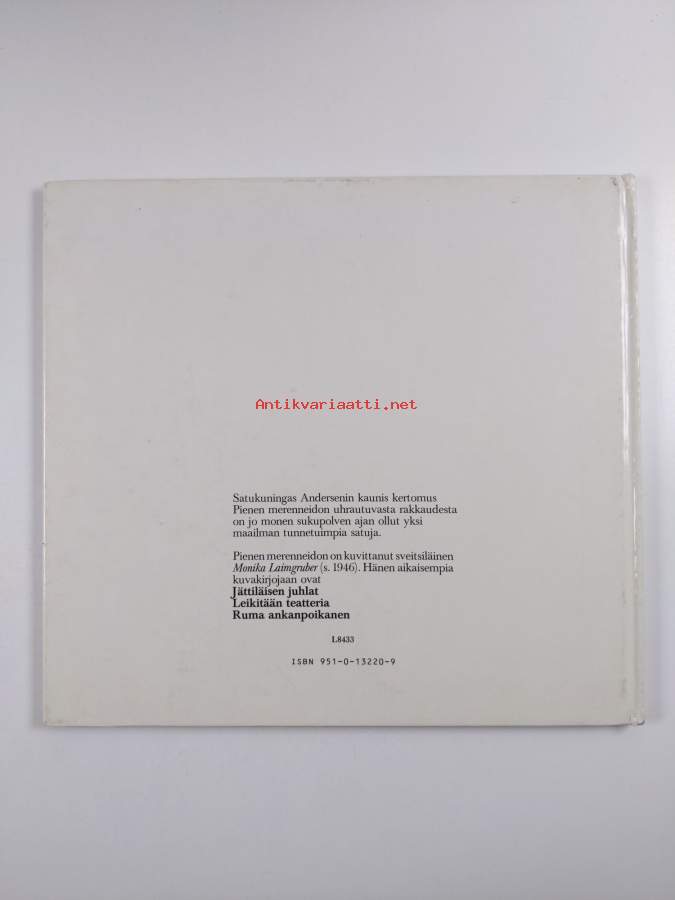 Antikvariaatti.net
Satukuningas Andersenin kaunis kertomus
Pienen merenneidon uhrautuvasta rakkaudesta
on jo monen sukupolven ajan ollut yksi
maailman tunnetuimpia satuja.
Pienen merenneidon on kuvittanut sveitsiläinen
Monika Laimgruber (s. 1946). Hänen aikaisempia
kuvakirjojaan ovat
Jättiläisen juhlat
Leikitään teatteria
Ruma ankanpoikanen
L8433
ISBN 951-0-13220-9